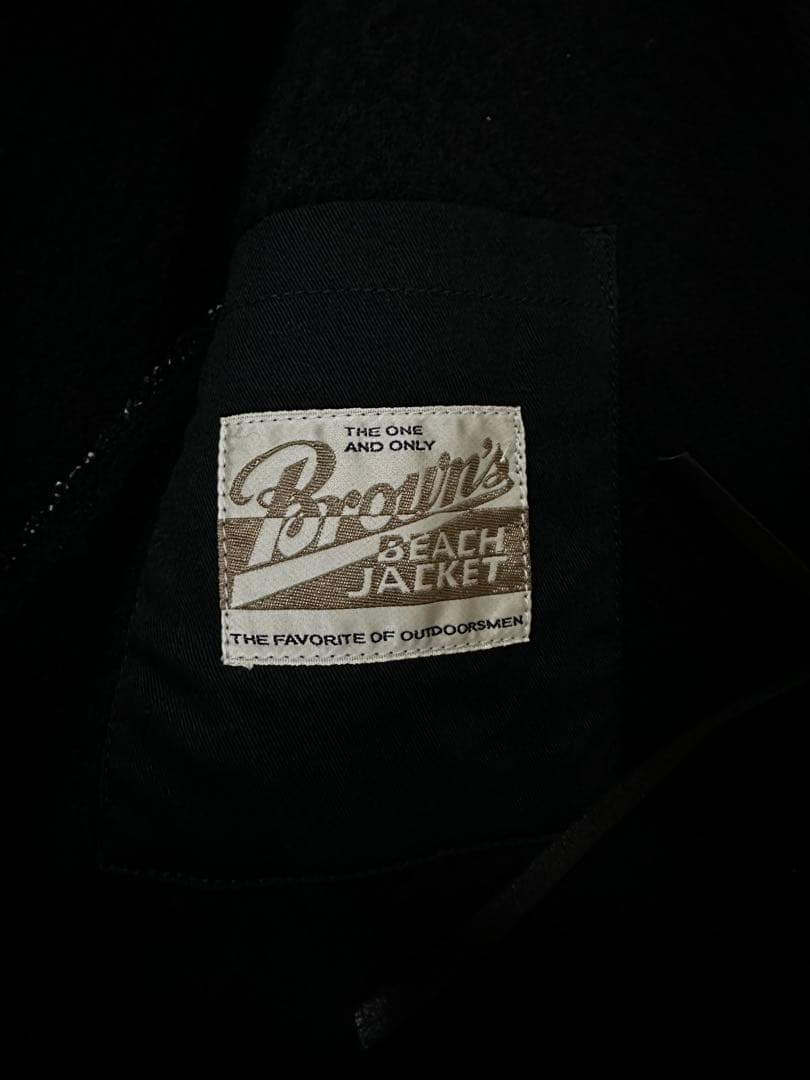 THE ONE
AND ONLY
Brown's
BEACH
JACKET
THE FAVORITE OF OUTDOORSMEN